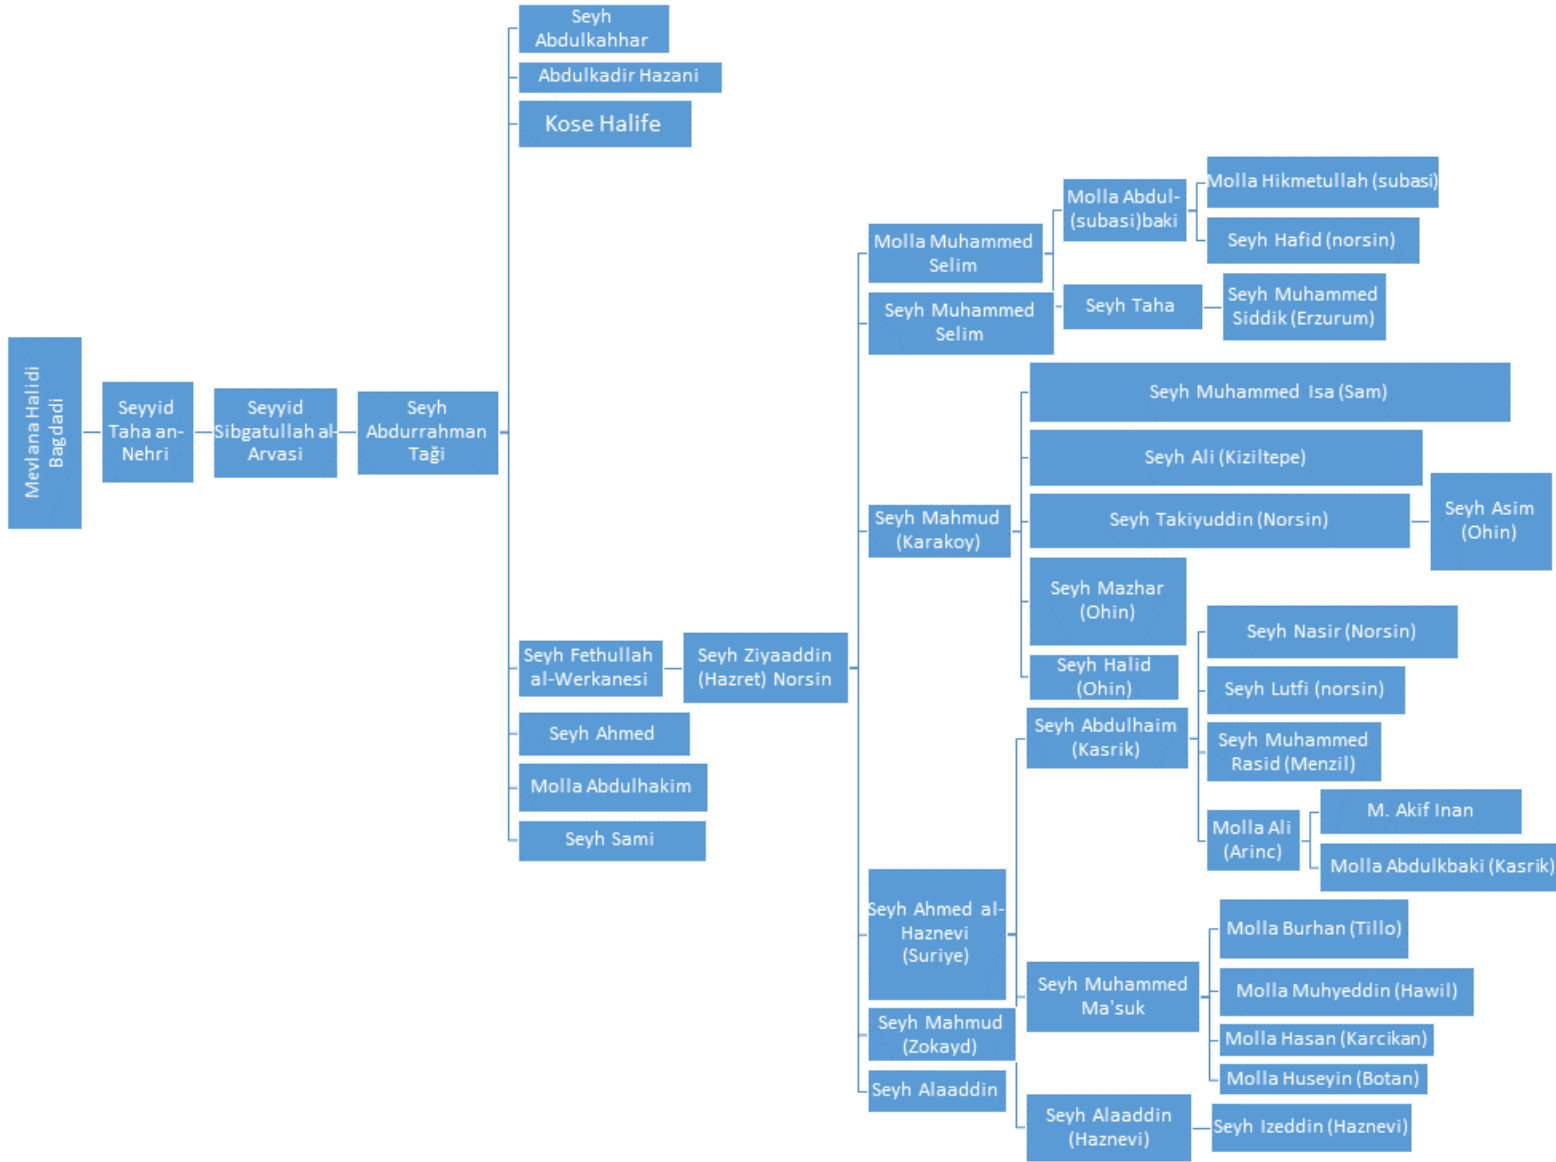 Mevlana Halidi
Bagdadi
Seyyid
Taha an-
Nehri
Seyyid
Sibgatullah al-
Arvasi
Seyh
Abdurrahman
Taği
Seyh
Abdulkahhar
Abdulkadir Hazani
Kose Halife
Seyh Fethullah
al-Werkanesi
Seyh Ahmed
Molla Abdulhakim
Seyh Sami
Seyh Ziyaaddin
(Hazret) Norsin
Molla Muhammed
Selim
Seyh Muhammed
Selim
Seyh Mahmud
(Karakoy)
Seyh Ahmed al-
Haznevi
(Suriye)
Seyh Mahmud
(Zokayd)
Seyh Alaaddin
Molla Abdul-
(subasi)baki
Seyh Taha
Molla Hikmetullah (subasi)
Seyh Hafid (norsin)
Seyh Muhammed
Siddik (Erzurum)
Seyh Muhammed Isa (Sam)
Seyh Ali (Kiziltepe)
Seyh Takiyuddin (Norsin)
Seyh Asim
(Ohin)
Seyh Mazhar
(Ohin)
Seyh Halid
(Ohin)
Seyh Abdulhaim
(Kasrik)
Seyh Nasir (Norsin)
Seyh Lutfi (norsin)
Seyh Muhammed
Rasid (Menzil)
Molla Ali
(Arinc)
M. Akif Inan
Molla Abdulkbaki (Kasrik)
Seyh Muhammed
Ma'suk
Molla Burhan (Tillo)
Molla Muhyeddin (Hawil)
Molla Hasan (Karcikan)
Molla Huseyin (Botan)
Seyh Alaaddin
(Haznevi)
Seyh Izeddin (Haznevi)